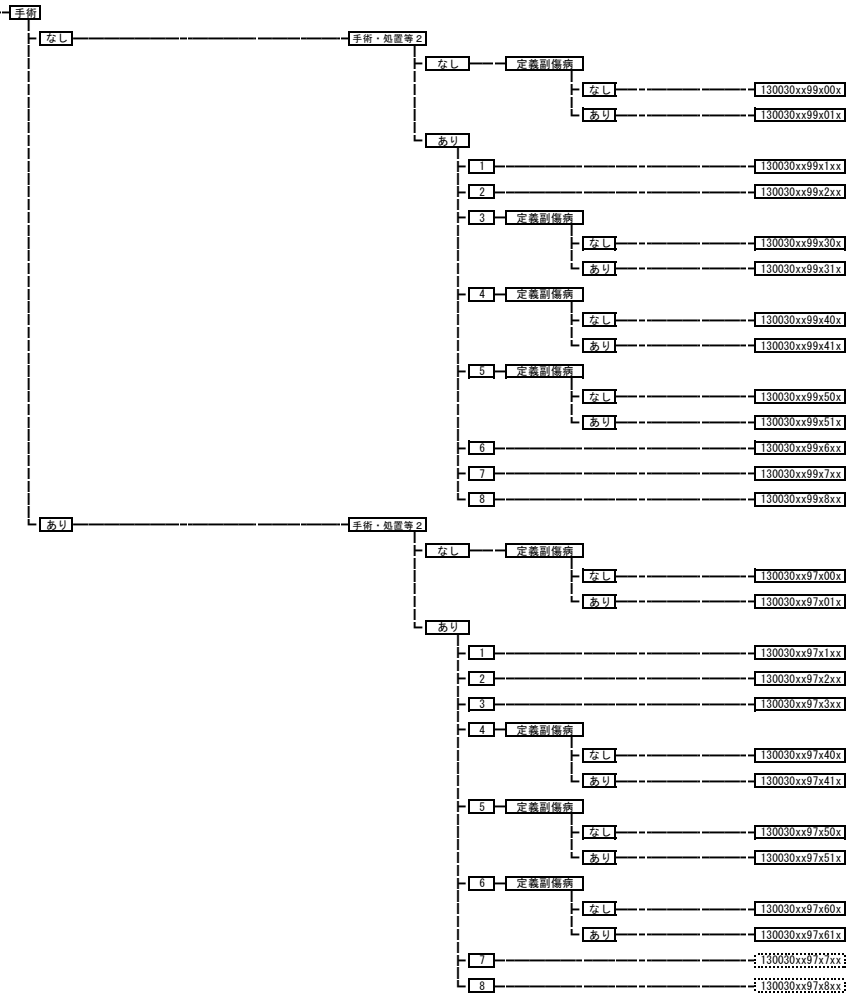 手術
なし 手術・処置等2
なし 定義副傷病
なし 130030xx99x00x
あり 130030xx99x01x
あり
1 130030xx99x1xx
2 130030xx99x2xx
3 定義副傷病
なし 130030xx99x30x
あり 130030xx99x31x
4 定義副傷病
なし 130030xx99x40x
あり 130030xx99x41x
5 定義副傷病
なし 130030xx99x50x
あり 130030xx99x51x
6 130030xx99x6xx
7 130030xx99x7xx
8 130030xx99x8xx
あり 手術・処置等2
なし 定義副傷病
なし 130030xx97x00x
あり 130030xx97x01x
あり
1 130030xx97x1xx
2 130030xx97x2xx
3 130030xx97x3xx
4 定義副傷病
なし 130030xx97x40x
あり 130030xx97x41x
5 定義副傷病
なし 130030xx97x50x
あり 130030xx97x51x
6 定義副傷病
なし 130030xx97x60x
あり 130030xx97x61x
7 130030xx97x7xx
8 130030xx97x8xx